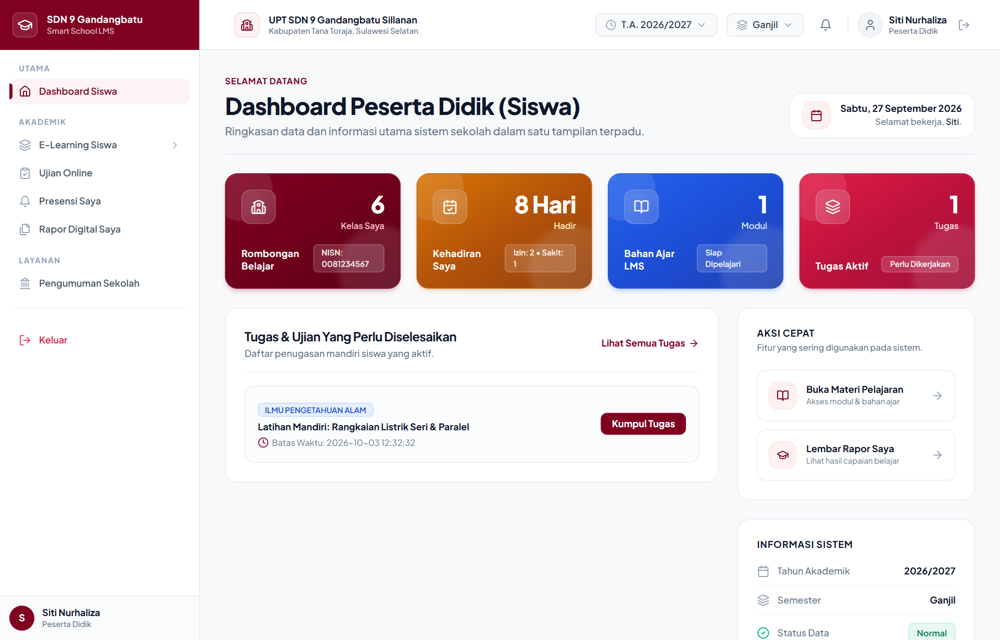 SDN 9 Gandangbatu
Smart School LMS
UPT SDN 9 Gandangbatu Sillanan
Kabupaten Tana Toraja, Sulawesi Selatan
T.A. 2026/2027
Ganjil
Siti Nurhaliza
Peserta Didik
UTAMA
Dashboard Siswa
AKADEMIK
E-Learning Siswa
Ujian Online
Presensi Saya
Rapor Digital Saya
LAYANAN
Pengumuman Sekolah
Keluar
S
Siti Nurhaliza
Peserta Didik
SELAMAT DATANG
Dashboard Peserta Didik (Siswa)
Ringkasan data dan informasi utama sistem sekolah dalam satu tampilan terpadu.
Sabtu, 27 September 2026
Selamat bekerja, Siti.
6
Kelas Saya
Rombongan
Belajar
NISN:
0081234567
8 Hari
Hadir
Kehadiran
Saya
Izin: 2 • Sakit:
1
1
Modul
Bahan Ajar
LMS
Siap
Dipelajari
1
Tugas
Tugas Aktif
Perlu Dikerjakan
Tugas & Ujian Yang Perlu Diselesaikan
Daftar penugasan mandiri siswa yang aktif.
Lihat Semua Tugas
ILMU PENGETAHUAN ALAM
Latihan Mandiri: Rangkaian Listrik Seri & Paralel
Batas Waktu: 2026-10-03 12:32:32
Kumpul Tugas
AKSI CEPAT
Fitur yang sering digunakan pada sistem.
Buka Materi Pelajaran
Akses modul & bahan ajar
Lembar Rapor Saya
Lihat hasil capaian belajar
INFORMASI SISTEM
Tahun Akademik
2026/2027
Semester
Ganjil
Status Data
Normal